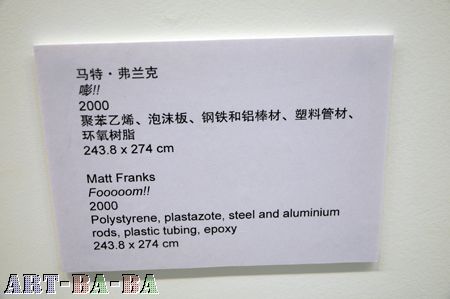 马特·弗兰克
嘭!!
2000
聚苯乙烯、泡沫板、钢铁和铝棒材、塑料管材、
环氧树脂
243.8 x 274 cm
Matt Franks
Fooooom!!
2000
Polystyrene, plastazote, steel and aluminium
rods, plastic tubing, epoxy
243.8 x 274 cm
ART-BA-BA